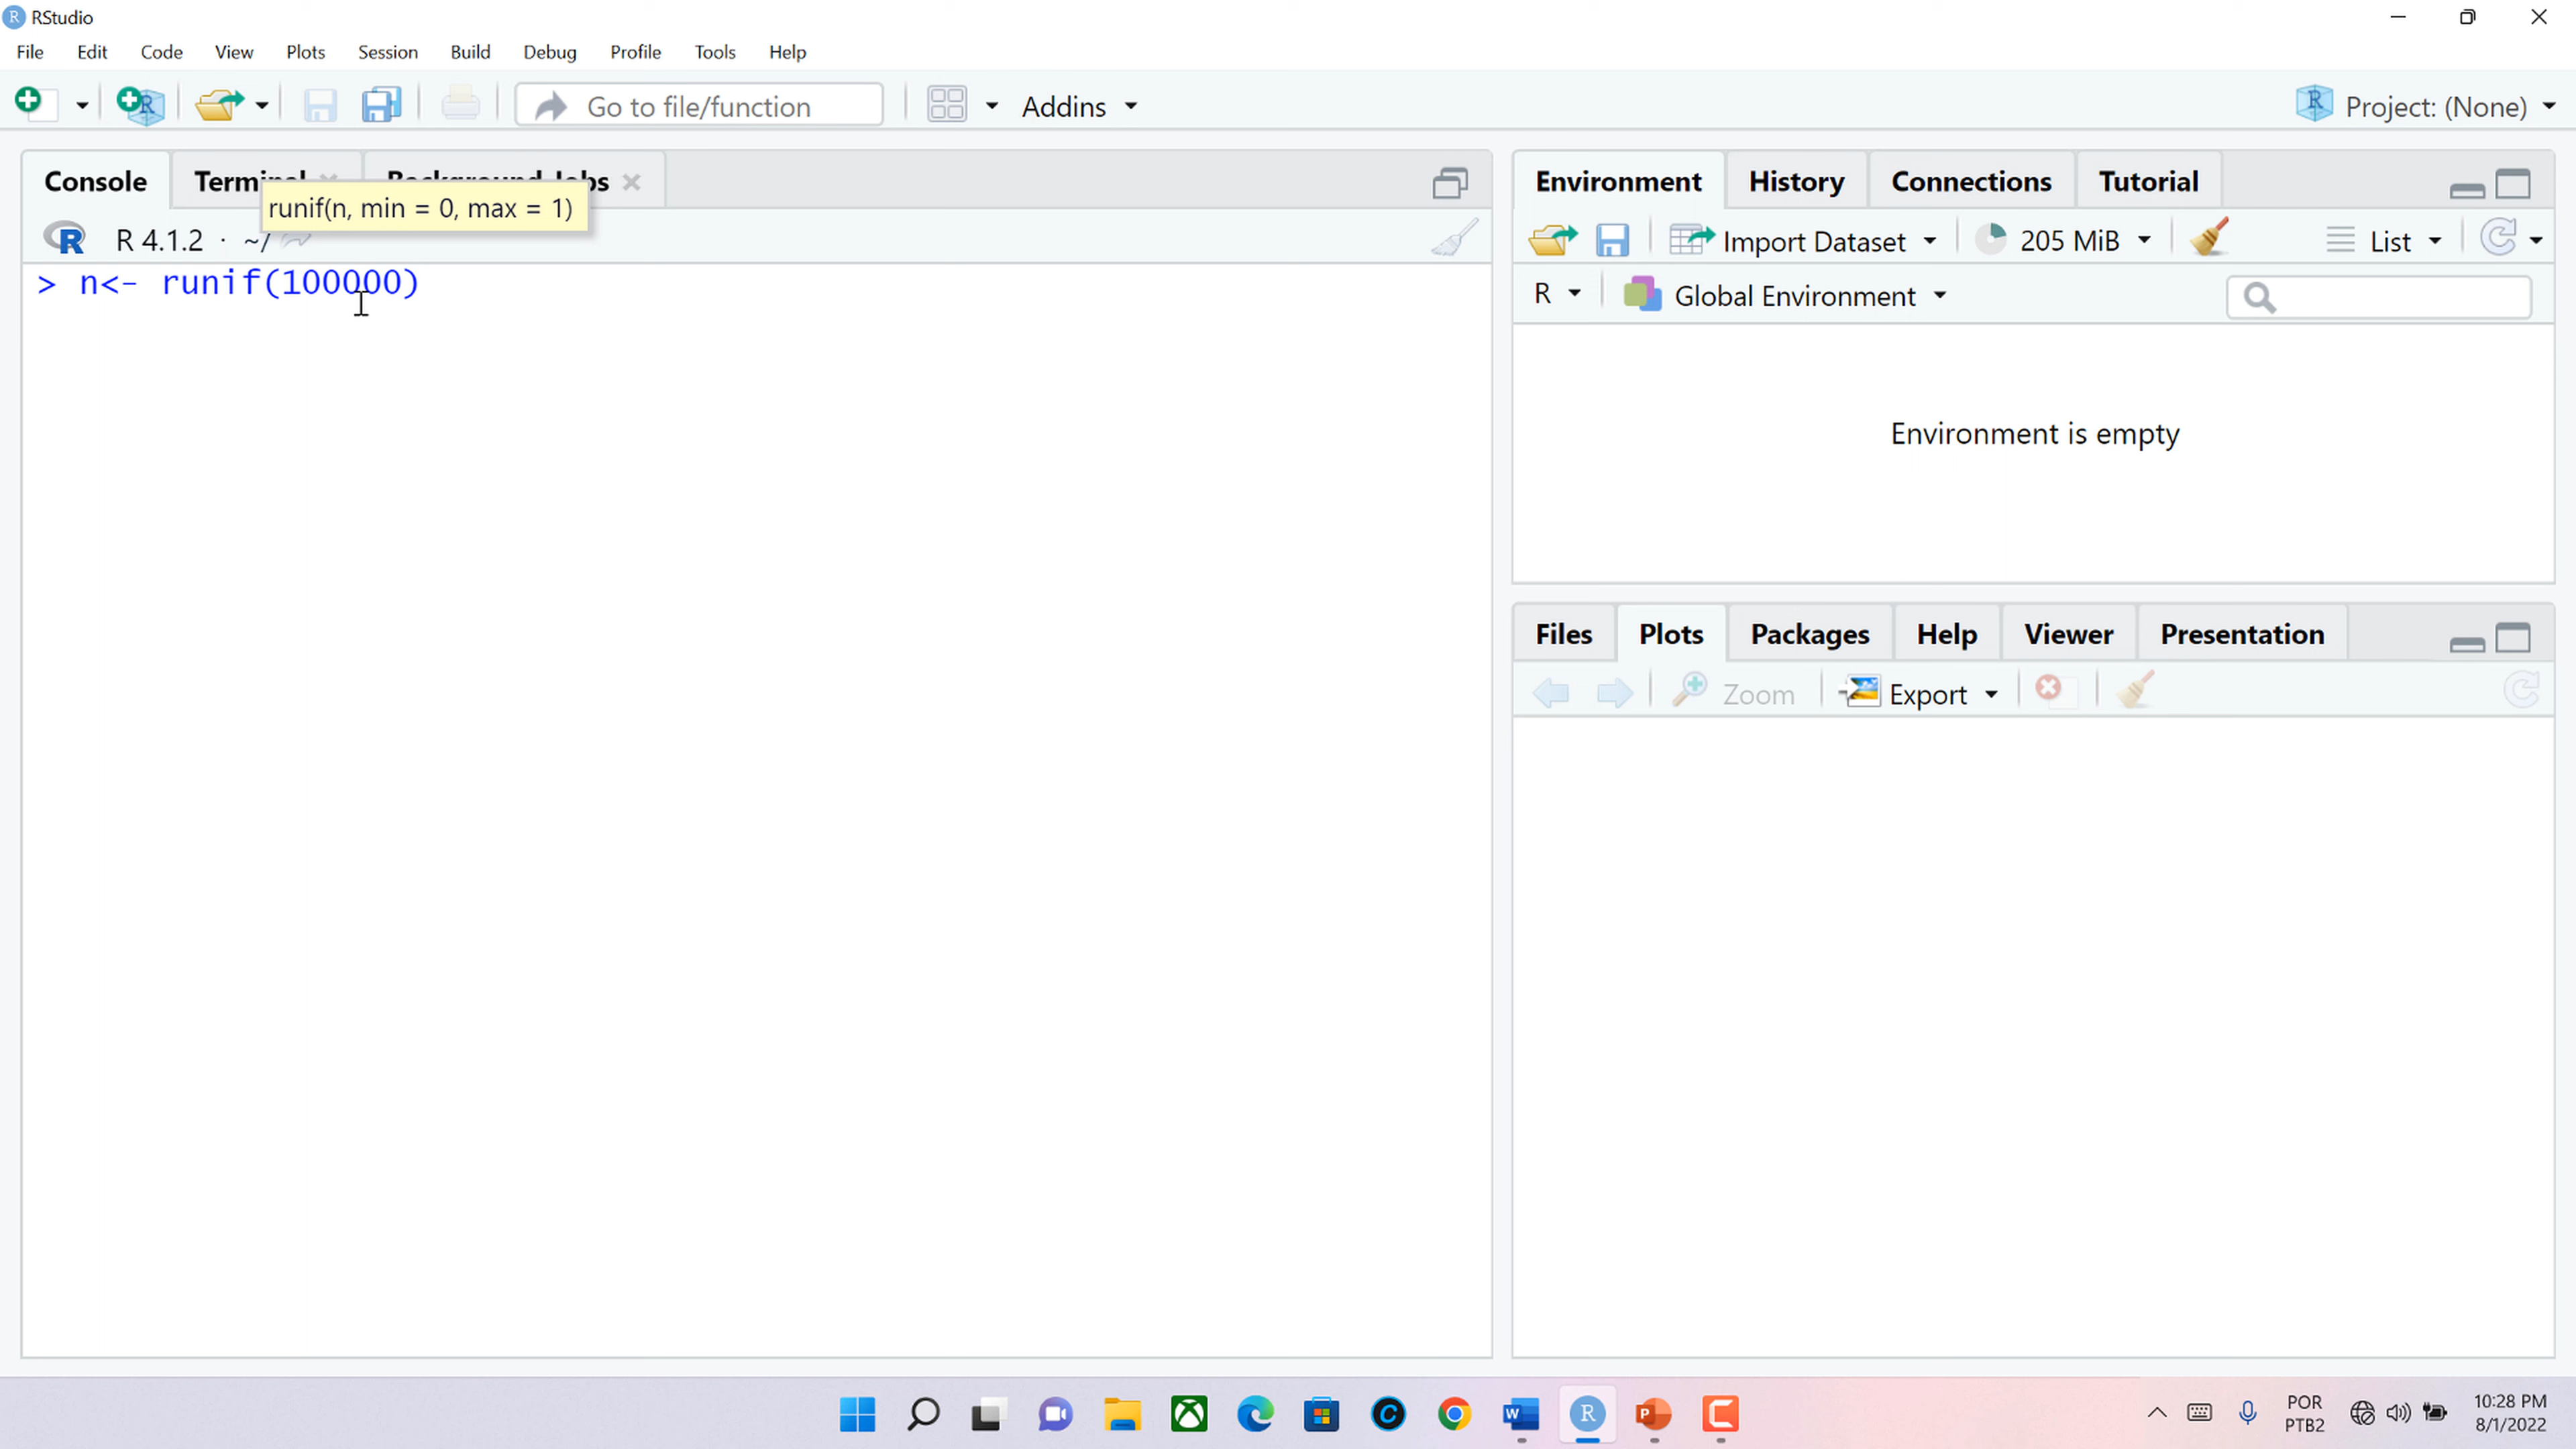 RStudio
File Edit Code View Plots Session Build Debug Profile Tools Help
Go to file/function Addins Project: (None)
Console Terminal Background Jobs
runif(n, min = 0, max = 1)
R 4.1.2 · ~/
> n<- runif(100000)
Environment History Connections Tutorial
Import Dataset 205 MiB List
R Global Environment
Environment is empty
Files Plots Packages Help Viewer Presentation
Zoom Export
POR
PTB2
10:28 PM
8/1/2022